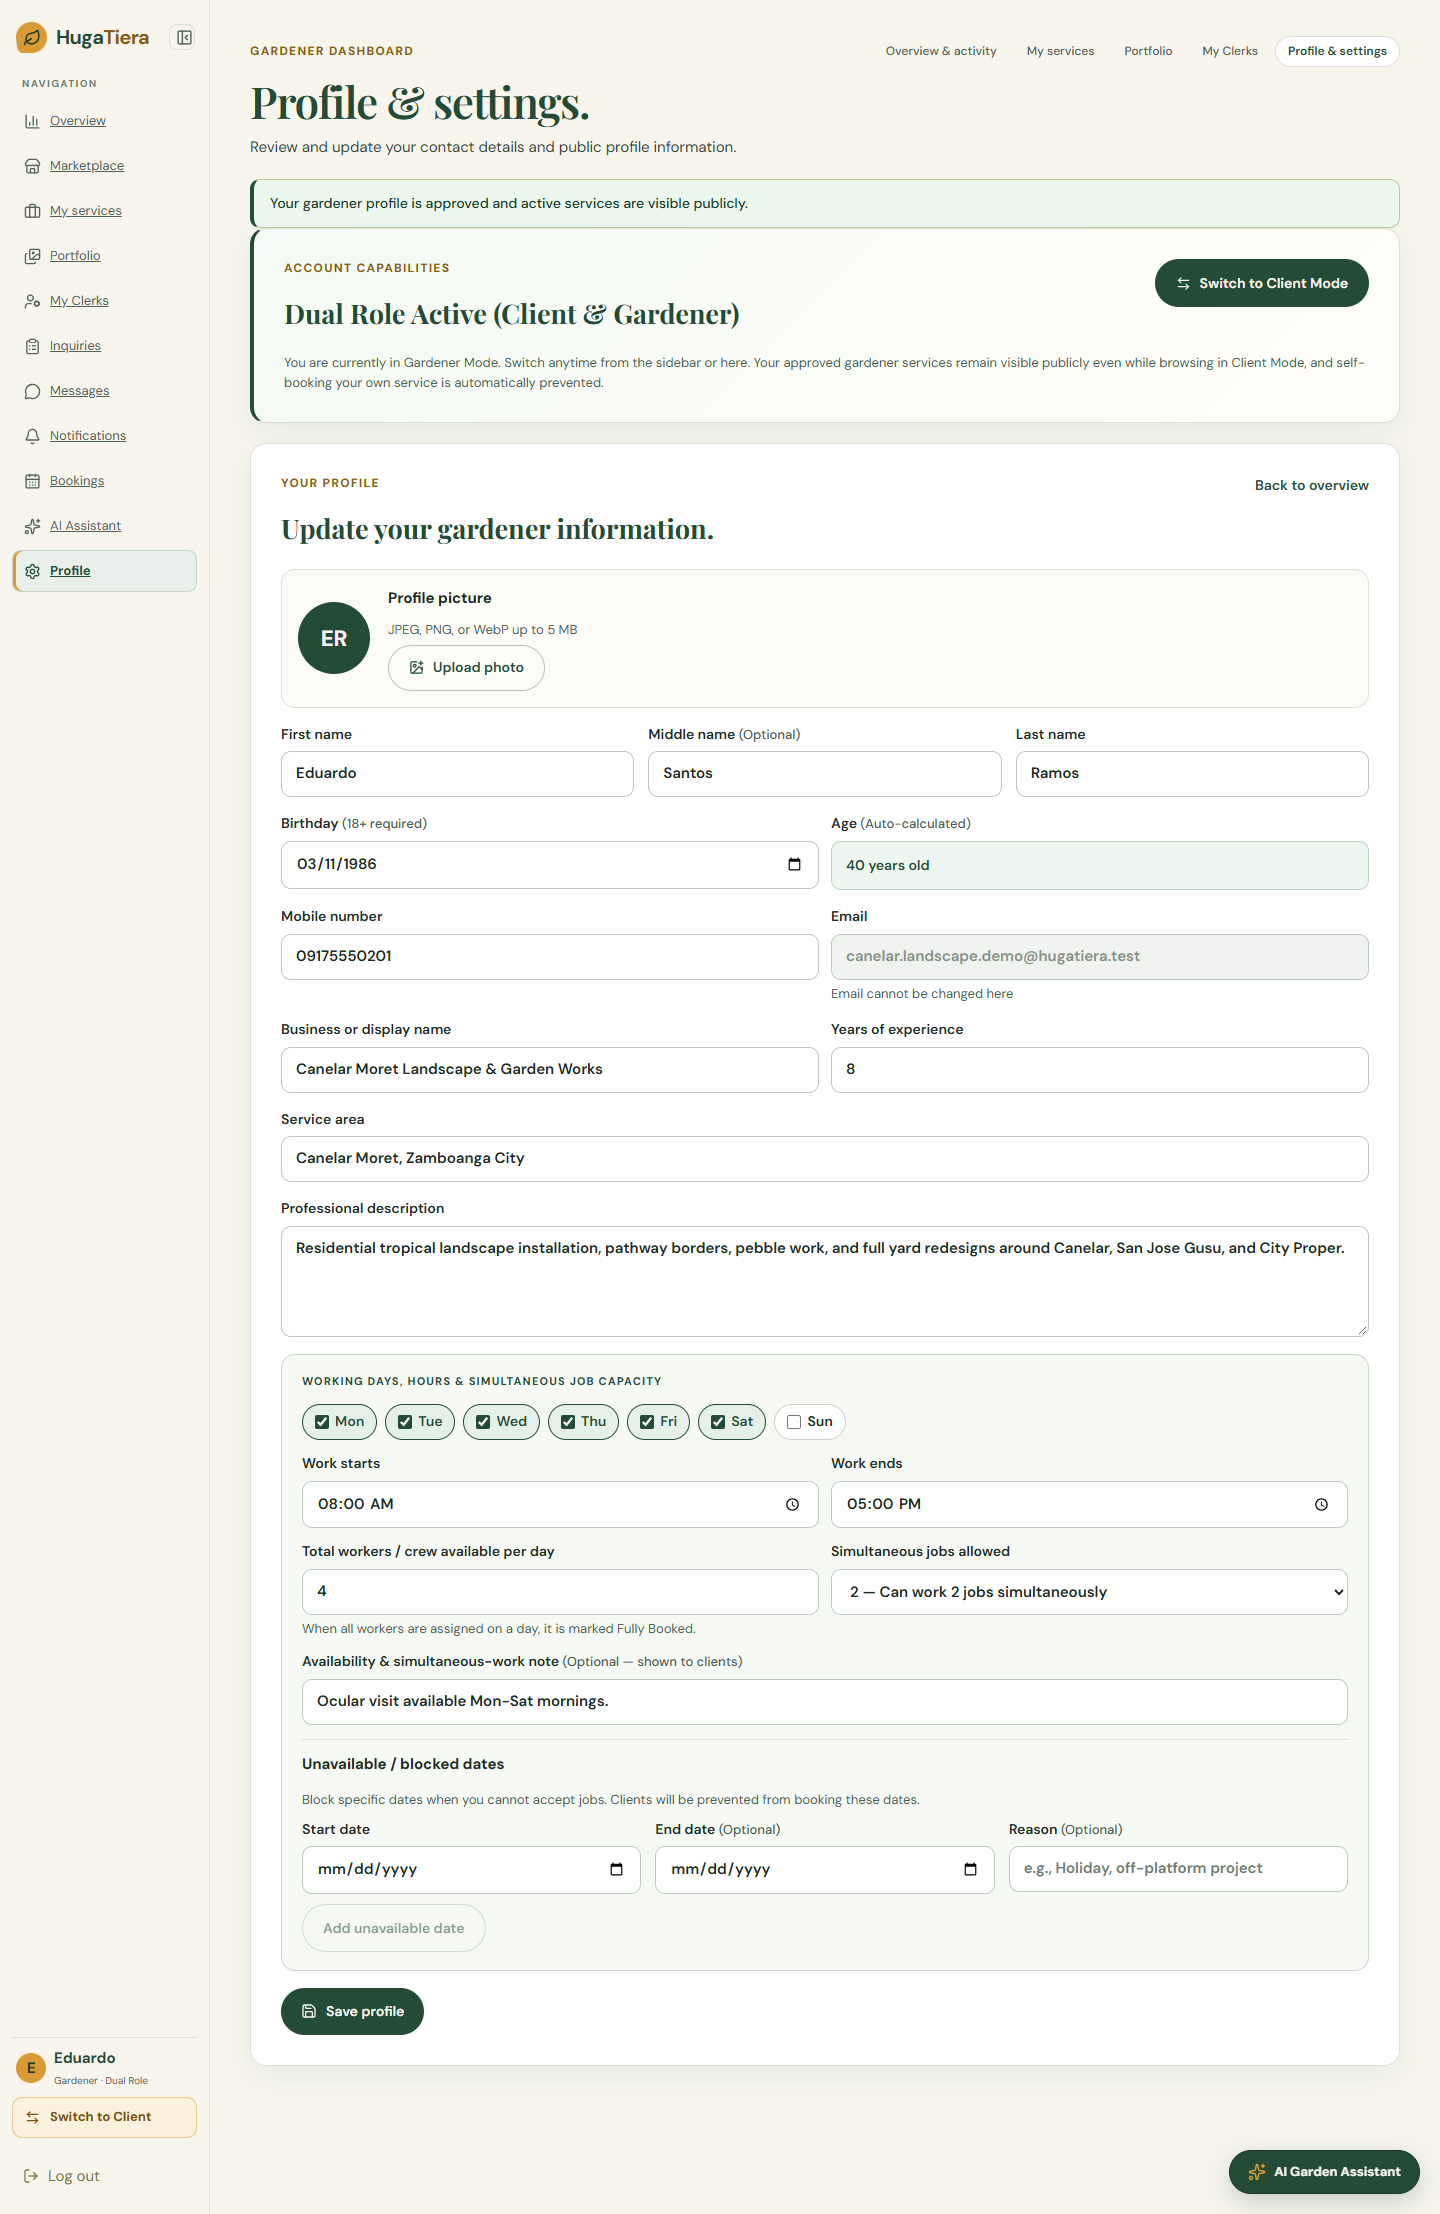 HugaTiera
NAVIGATION
Overview
Marketplace
My services
Portfolio
My Clerks
Inquiries
Messages
Notifications
Bookings
AI Assistant
Profile
Eduardo
E
Gardener · Dual Role
Switch to Client
Log out
GARDENER DASHBOARD
Overview & activity
My services
Portfolio
My Clerks
Profile & settings
Profile & settings.
Review and update your contact details and public profile information.
Your gardener profile is approved and active services are visible publicly.
ACCOUNT CAPABILITIES
Switch to Client Mode
Dual Role Active (Client & Gardener)
You are currently in Gardener Mode. Switch anytime from the sidebar or here. Your approved gardener services remain visible publicly even while browsing in Client Mode, and self-
booking your own service is automatically prevented.
YOUR PROFILE
Back to overview
Update your gardener information.
ER
Profile picture
JPEG, PNG, or WebP up to 5 MB
Upload photo
First name
Middle name (Optional)
Last name
Eduardo
Santos
Ramos
Birthday (18+ required)
Age (Auto-calculated)
03/11/1986
40 years old
Mobile number
Email
09175550201
canelar.landscape.demo@hugatiera.test
Email cannot be changed here
Business or display name
Years of experience
Canelar Moret Landscape & Garden Works
8
Service area
Canelar Moret, Zamboanga City
Professional description
Residential tropical landscape installation, pathway borders, pebble work, and full yard redesigns around Canelar, San Jose Gusu, and City Proper.
WORKING DAYS, HOURS & SIMULTANEOUS JOB CAPACITY
Mon
Tue
Wed
Thu
Fri
Sat
Sun
Work starts
Work ends
08:00 AM
05:00 PM
Total workers / crew available per day
Simultaneous jobs allowed
4
2 — Can work 2 jobs simultaneously
When all workers are assigned on a day, it is marked Fully Booked.
Availability & simultaneous-work note (Optional — shown to clients)
Ocular visit available Mon-Sat mornings.
Unavailable / blocked dates
Block specific dates when you cannot accept jobs. Clients will be prevented from booking these dates.
Start date
End date (Optional)
Reason (Optional)
mm/dd/yyyy
mm/dd/yyyy
e.g., Holiday, off-platform project
Add unavailable date
Save profile
AI Garden Assistant